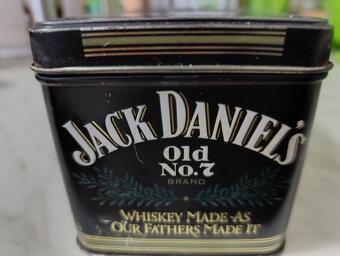 JACK DANIEL'S
Old
No.7
BRAND
WHISKEY MADE AS
OUR FATHERS MADE IT